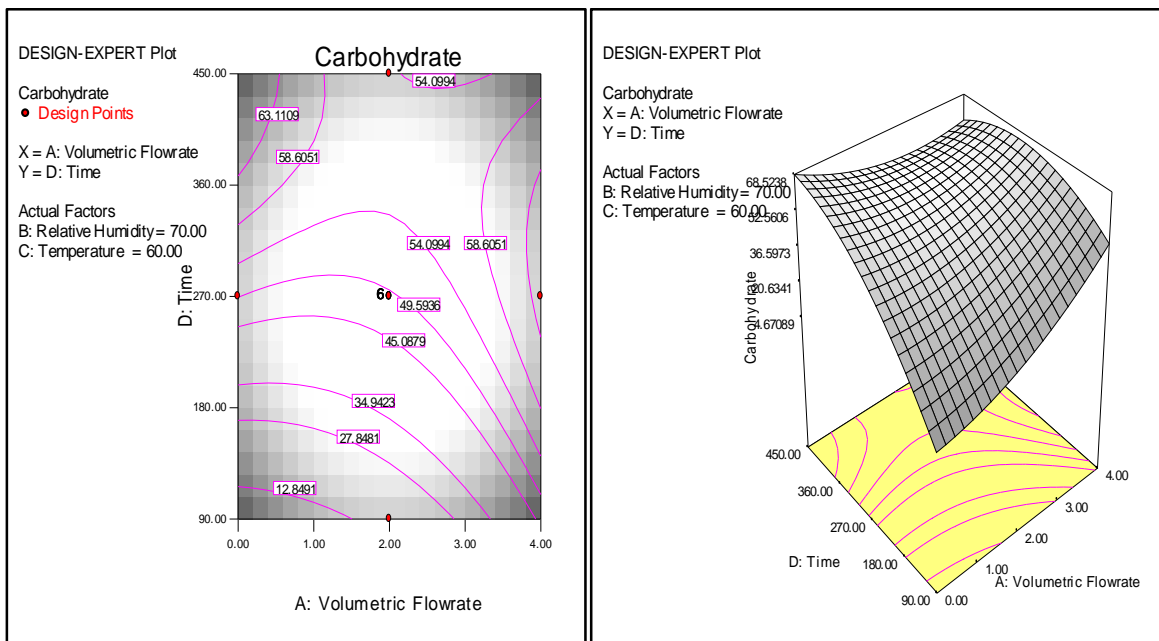 DESIGN-EXPERT Plot
Carbohydrate
Design Points
X = A: Volumetric Flowrate
Y = D: Time
Actual Factors
B: Relative Humidity = 70.00
C: Temperature = 60.00
Carbohydrate
D: Time
450.00
360.00
270.00
180.00
90.00
54.0994
63.1109
58.6051
54.0994
58.6051
6
49.5936
45.0879
34.9423
27.8481
12.8491
0.00
1.00
2.00
3.00
4.00
A: Volumetric Flowrate
DESIGN-EXPERT Plot
Carbohydrate
X = A: Volumetric Flowrate
Y = D: Time
Actual Factors
B: Relative Humidity = 70.00
C: Temperature = 60.00
68.5238
52.5606
36.5973
20.6341
4.67089
Carbohydrate
450.00
360.00
270.00
180.00
90.00
D: Time
0.00
1.00
2.00
3.00
4.00
A: Volumetric Flowrate